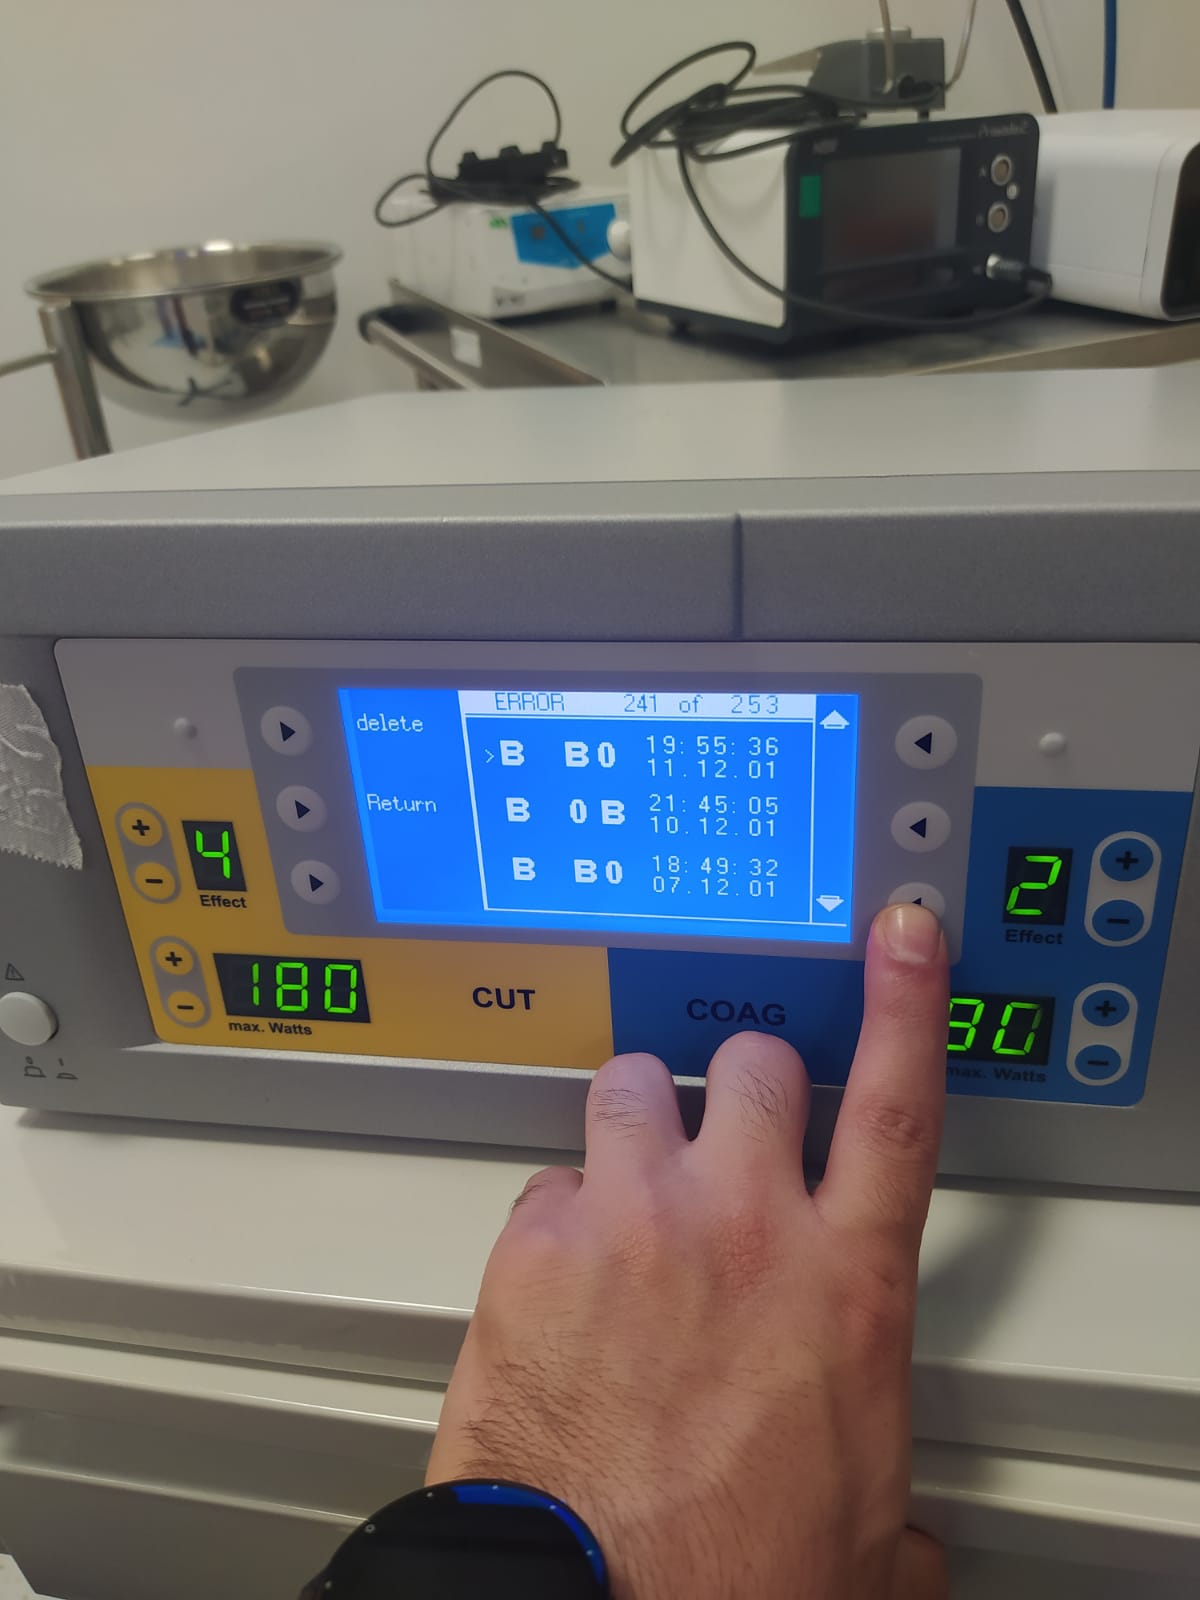 NSK
Primado2
ERROR 241 of 253
delete
>B B0 19:55:36
11.12.01
Return
B 0B 21:45:05
10.12.01
B B0 18:49:32
07.12.01
+
-
4
Effect
+
-
180
max. Watts
CUT
COAG
2
Effect
+
-
30
max. Watts
+
-